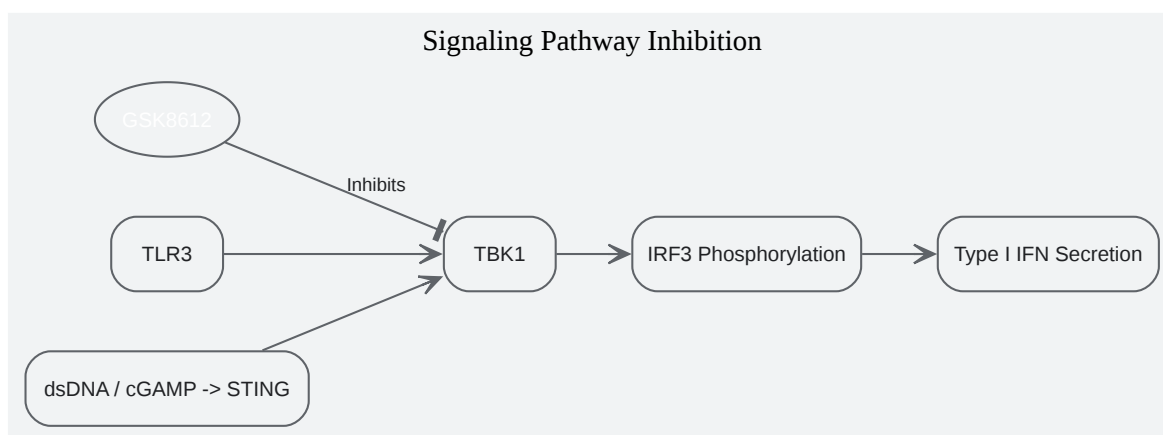 Signaling Pathway Inhibition
GSK8612
Inhibits
TLR3
TBK1
IRF3 Phosphorylation
Type I IFN Secretion
dsDNA / cGAMP -> STING